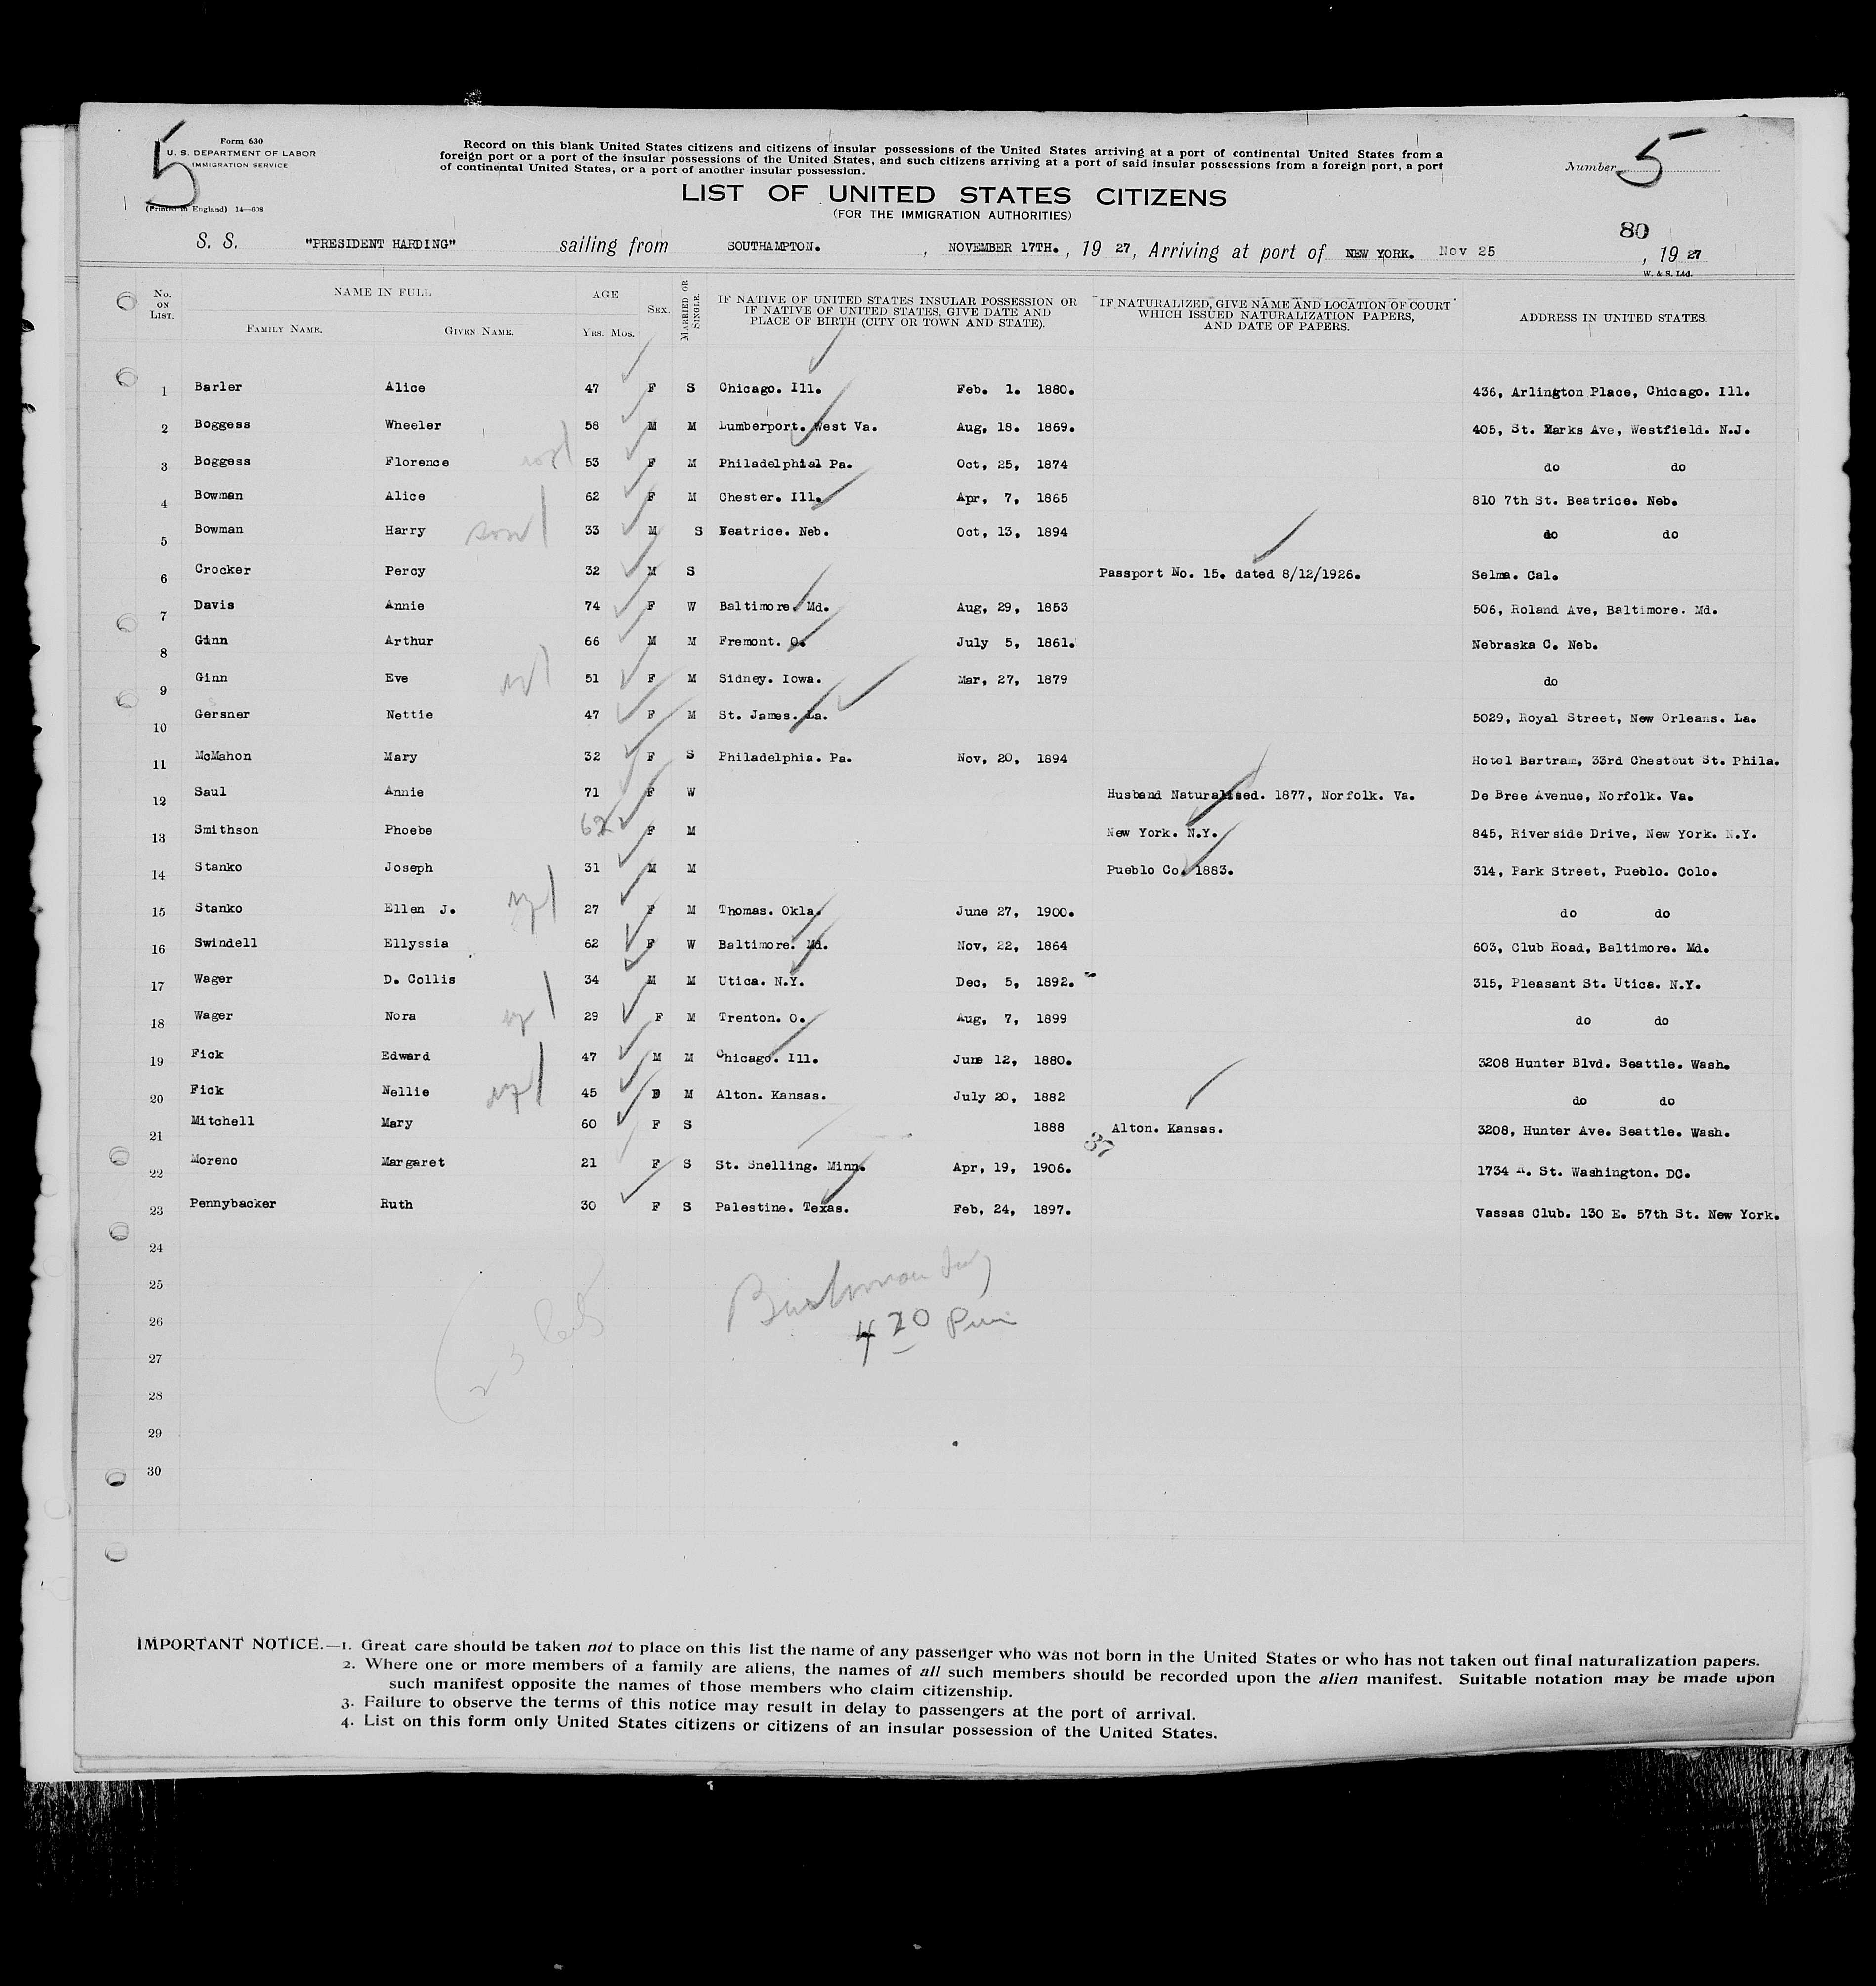 5
Form 630
U. S. DEPARTMENT OF LABOR
IMMIGRATION SERVICE
(Printed in England) 14—608
Record on this blank United States citizens and citizens of insular possessions of the United States arriving at a port of continental United States from a
foreign port or a port of the insular possessions of the United States, and such citizens arriving at a port of said insular possessions from a foreign port, a port
of continental United States, or a port of another insular possession.
Number 5
LIST OF UNITED STATES CITIZENS
(FOR THE IMMIGRATION AUTHORITIES)
80
S. S. "PRESIDENT HARDING" sailing from SOUTHAMPTON. , NOVEMBER 17TH. , 19 27, Arriving at port of NEW YORK. Nov 25 , 19 27
W. & S. Ltd.
No. ON LIST. NAME IN FULL AGE SEX. MARRIED OR SINGLE. IF NATIVE OF UNITED STATES INSULAR POSSESSION OR IF NATIVE OF UNITED STATES, GIVE DATE AND PLACE OF BIRTH (CITY OR TOWN AND STATE). IF NATURALIZED, GIVE NAME AND LOCATION OF COURT WHICH ISSUED NATURALIZATION PAPERS, AND DATE OF PAPERS. ADDRESS IN UNITED STATES.
FAMILY NAME. GIVEN NAME. YRS. MOS.
1 Barler Alice 47 F S Chicago. Ill. Feb. 1. 1880. 436, Arlington Place, Chicago. Ill.
2 Boggess Wheeler 58 M M Lumberport. West Va. Aug, 18. 1869. 405, St. Marks Ave, Westfield. N.J.
3 Boggess Florence 53 F M Philadelphia Pa. Oct, 25, 1874 do do
4 Bowman Alice 62 F M Chester. Ill. Apr, 7, 1865 810 7th St. Beatrice. Neb.
5 Bowman Harry son 33 M S Beatrice. Neb. Oct, 13, 1894 do do
6 Crocker Percy 32 M S Passport No. 15. dated 8/12/1926. Selma. Cal.
7 Davis Annie 74 F W Baltimore. Md. Aug, 29, 1853 506, Roland Ave, Baltimore. Md.
8 Ginn Arthur 66 M M Fremont. O. July 5, 1861. Nebraska C. Neb.
9 Ginn Eve 51 F M Sidney. Iowa. Mar, 27, 1879 do
10 Gersner Nettie 47 F M St. James. La. 5029, Royal Street, New Orleans. La.
11 McMahon Mary 32 F S Philadelphia. Pa. Nov, 20, 1894 Hotel Bartram, 33rd Chestout St. Phila.
12 Saul Annie 71 F W Husband Naturalised. 1877, Norfolk. Va. De Bree Avenue, Norfolk. Va.
13 Smithson Phoebe 62 F M New York. N.Y. 845, Riverside Drive, New York. N.Y.
14 Stanko Joseph 31 M M Pueblo Co. 1883. 314, Park Street, Pueblo. Colo.
15 Stanko Ellen J. 27 F M Thomas. Okla. June 27, 1900. do do
16 Swindell Ellyssia 62 F W Baltimore. Md. Nov, 22, 1864 603, Club Road, Baltimore. Md.
17 Wager D. Collis 34 M M Utica. N.Y. Dec, 5, 1892. 315, Pleasant St. Utica. N.Y.
18 Wager Nora 29 F M Trenton. O. Aug, 7, 1899 do do
19 Fick Edward 47 M M Chicago. Ill. June 12, 1880. 3208 Hunter Blvd. Seattle. Wash.
20 Fick Nellie 45 F M Alton. Kansas. July 20, 1882 do do
21 Mitchell Mary 60 F S 1888 Alton. Kansas. 3208, Hunter Ave. Seattle. Wash.
37
22 Moreno Margaret 21 F S St. Snelling. Minn. Apr, 19, 1906. 1734 St. Washington. DC.
23 Pennybacker Ruth 30 F S Palestine. Texas. Feb, 24, 1897. Vassas Club. 130 E. 57th St. New York.
24
25
26
27
28
29
30
23
420
IMPORTANT NOTICE.—1. Great care should be taken not to place on this list the name of any passenger who was not born in the United States or who has not taken out final naturalization papers.
2. Where one or more members of a family are aliens, the names of all such members should be recorded upon the alien manifest. Suitable notation may be made upon
such manifest opposite the names of those members who claim citizenship.
3. Failure to observe the terms of this notice may result in delay to passengers at the port of arrival.
4. List on this form only United States citizens or citizens of an insular possession of the United States.